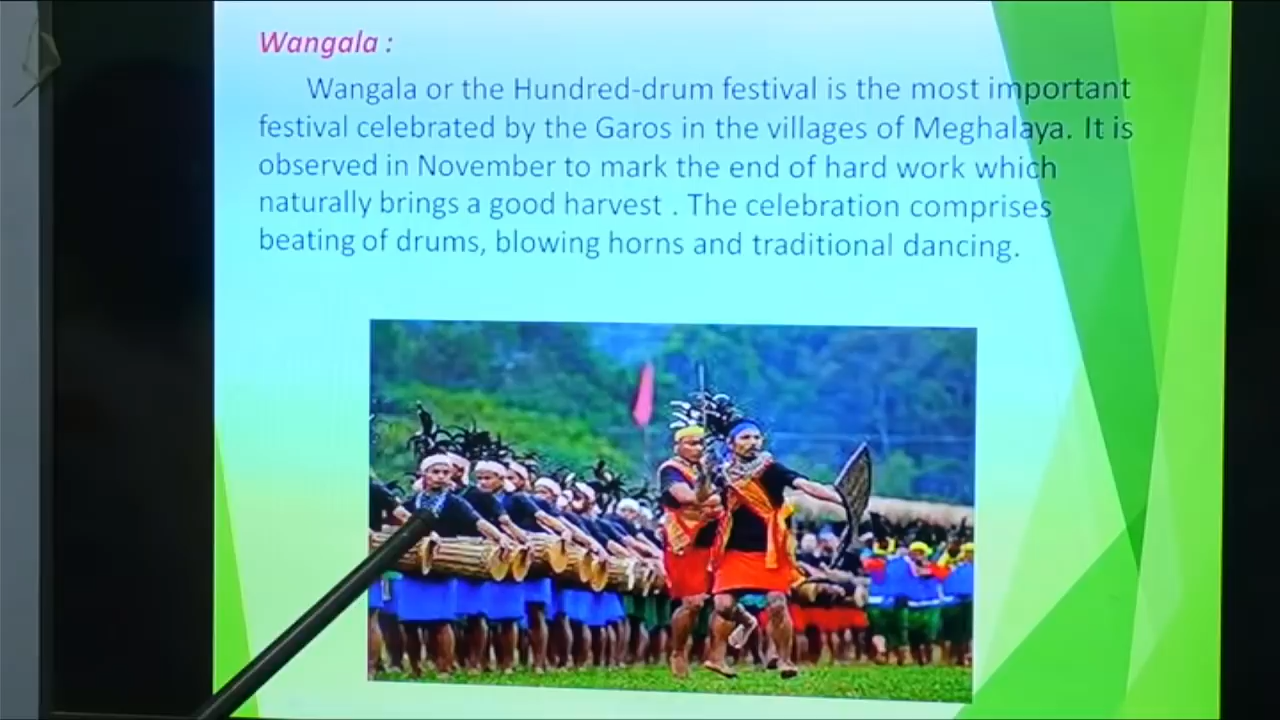 Wangala :
Wangala or the Hundred-drum festival is the most important
festival celebrated by the Garos in the villages of Meghalaya. It is
observed in November to mark the end of hard work which
naturally brings a good harvest . The celebration comprises
beating of drums, blowing horns and traditional dancing.